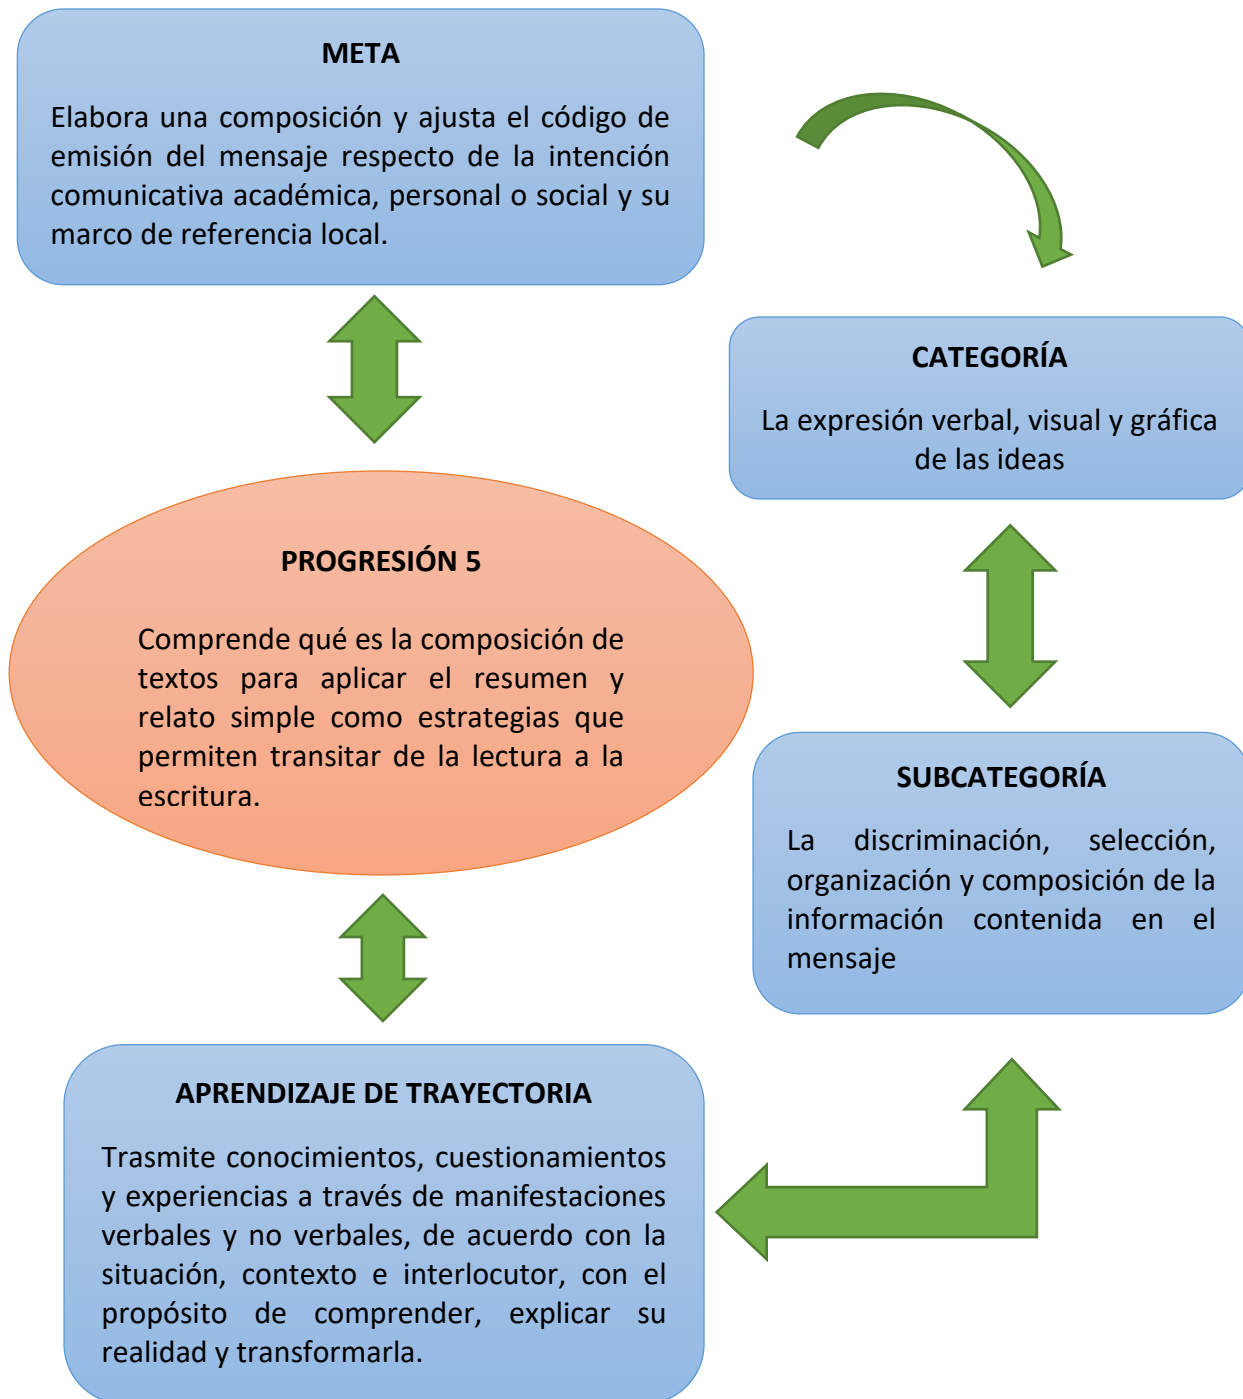 META
Elabora una composición y ajusta el código de
emisión del mensaje respecto de la intención
comunicativa académica, personal o social y su
marco de referencia local.
CATEGORÍA
La expresión verbal, visual y gráfica
de las ideas
PROGRESIÓN 5
Comprende qué es la composición de
textos para aplicar el resumen y
relato simple como estrategias que
permiten transitar de la lectura a la
escritura.
SUBCATEGORÍA
La discriminación, selección,
organización y composición de la
información contenida en el
mensaje
APRENDIZAJE DE TRAYECTORIA
Trasmite conocimientos, cuestionamientos
y experiencias a través de manifestaciones
verbales y no verbales, de acuerdo con la
situación, contexto e interlocutor, con el
propósito de comprender, explicar su
realidad y transformarla.